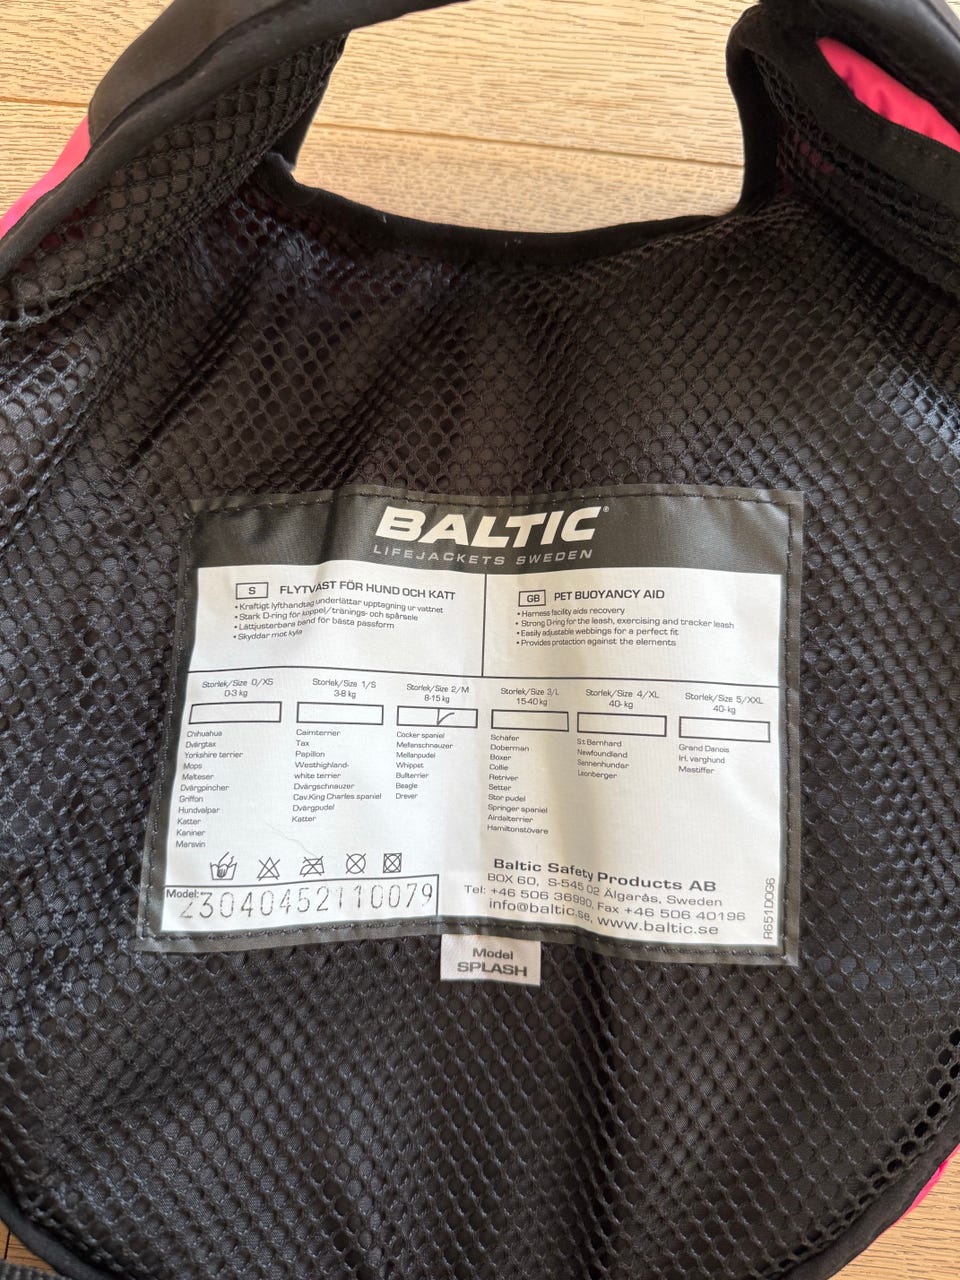 BALTIC®
LIFEJACKETS SWEDEN
S FLYTVÄST FÖR HUND OCH KATT
• Kraftigt lyfthandtag underlättar upptagning ur vattnet
• Stark D-ring för koppel/tränings- och spårsele
• Lättjusterbara band för bästa passform
• Skyddar mot kyla
GB PET BUOYANCY AID
• Harness facility aids recovery
• Strong D-ring for the leash, exercising and tracker leash
• Easily adjustable webbings for a perfect fit
• Provides protection against the elements
Storlek/Size 0/XS
0-3 kg
Chihuahua
Dvärgtax
Yorkshire terrier
Mops
Malteser
Dvärgpincher
Griffon
Hundvalpar
Katter
Kaniner
Marsvin
Storlek/Size 1/S
3-8 kg
Cairnterrier
Tax
Papillon
Westhighland-
white terrier
Dvärgschnauzer
Cav.King Charles spaniel
Dvärgpudel
Katter
Storlek/Size 2/M
8-15 kg
Cocker spaniel
Mellanschnauzer
Mellanpudel
Whippet
Bullterrier
Beagle
Drever
Storlek/Size 3/L
15-40 kg
Schäfer
Doberman
Boxer
Collie
Retriver
Setter
Stor pudel
Springer spaniel
Airdaleterrier
Hamiltonstövare
Storlek/Size 4/XL
40- kg
S:t Bernhard
Newfoundland
Sennenhundar
Leonberger
Storlek/Size 5/XXL
40- kg
Grand Danois
Irl. varghund
Mastiffer
Model:
230404521 10079
Baltic Safety Products AB
BOX 60, S-545 02 Älgarås, Sweden
Tel: +46 506 36990, Fax +46 506 40196
info@baltic.se, www.baltic.se
R651D0G6
Model
SPLASH